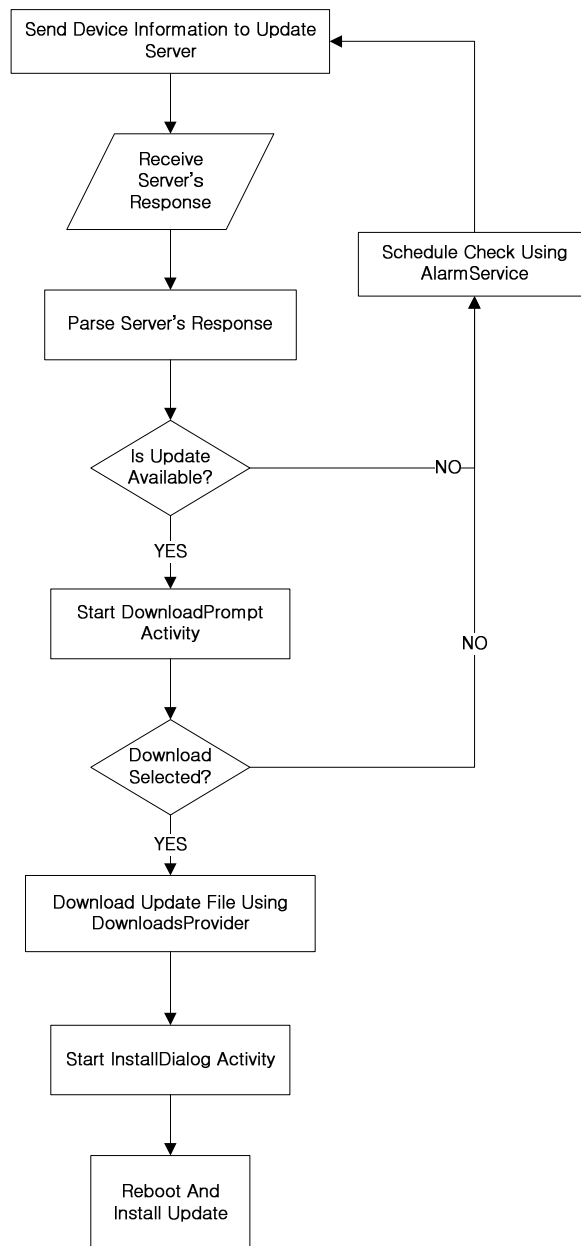 Send Device Information to Update
Server
Receive
Server's
Response
Schedule Check Using
AlarmService
Parse Server's Response
Is Update
Available?
NO
YES
Start DownloadPrompt
Activity
NO
Download
Selected?
YES
Download Update File Using
DownloadsProvider
Start InstallDialog Activity
Reboot And
Install Update